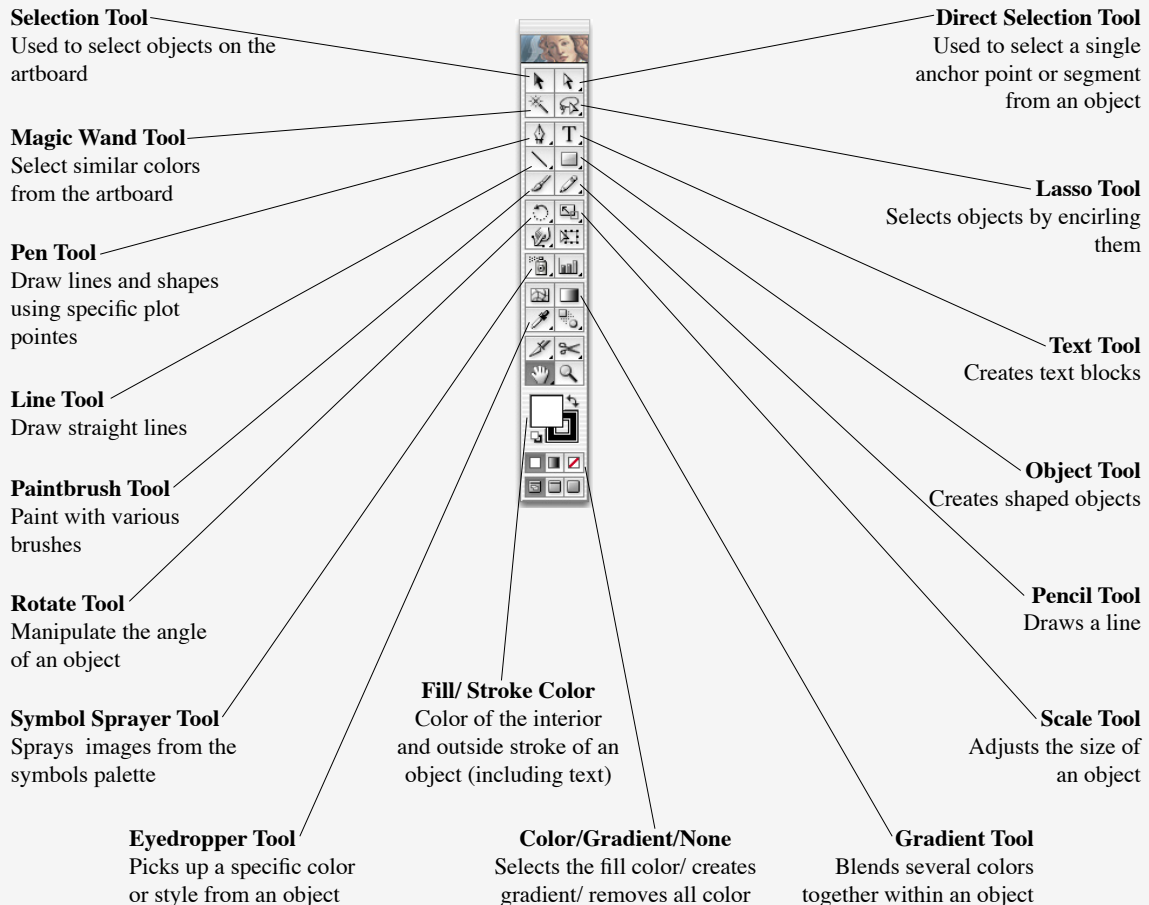 Selection Tool
Used to select objects on the
artboard
Magic Wand Tool
Select similar colors
from the artboard
Pen Tool
Draw lines and shapes
using specific plot
pointes
Line Tool
Draw straight lines
Paintbrush Tool
Paint with various
brushes
Rotate Tool
Manipulate the angle
of an object
Symbol Sprayer Tool
Sprays  images from the
symbols palette
Eyedropper Tool
Picks up a specific color
or style from an object
Fill/ Stroke Color
Color of the interior
and outside stroke of an
object (including text)
Color/Gradient/None
Selects the fill color/ creates
gradient/ removes all color
Direct Selection Tool
Used to select a single
anchor point or segment
from an object
Lasso Tool
Selects objects by encirling
them
Text Tool
Creates text blocks
Object Tool
Creates shaped objects
Pencil Tool
Draws a line
Scale Tool
Adjusts the size of
an object
Gradient Tool
Blends several colors
together within an object
T